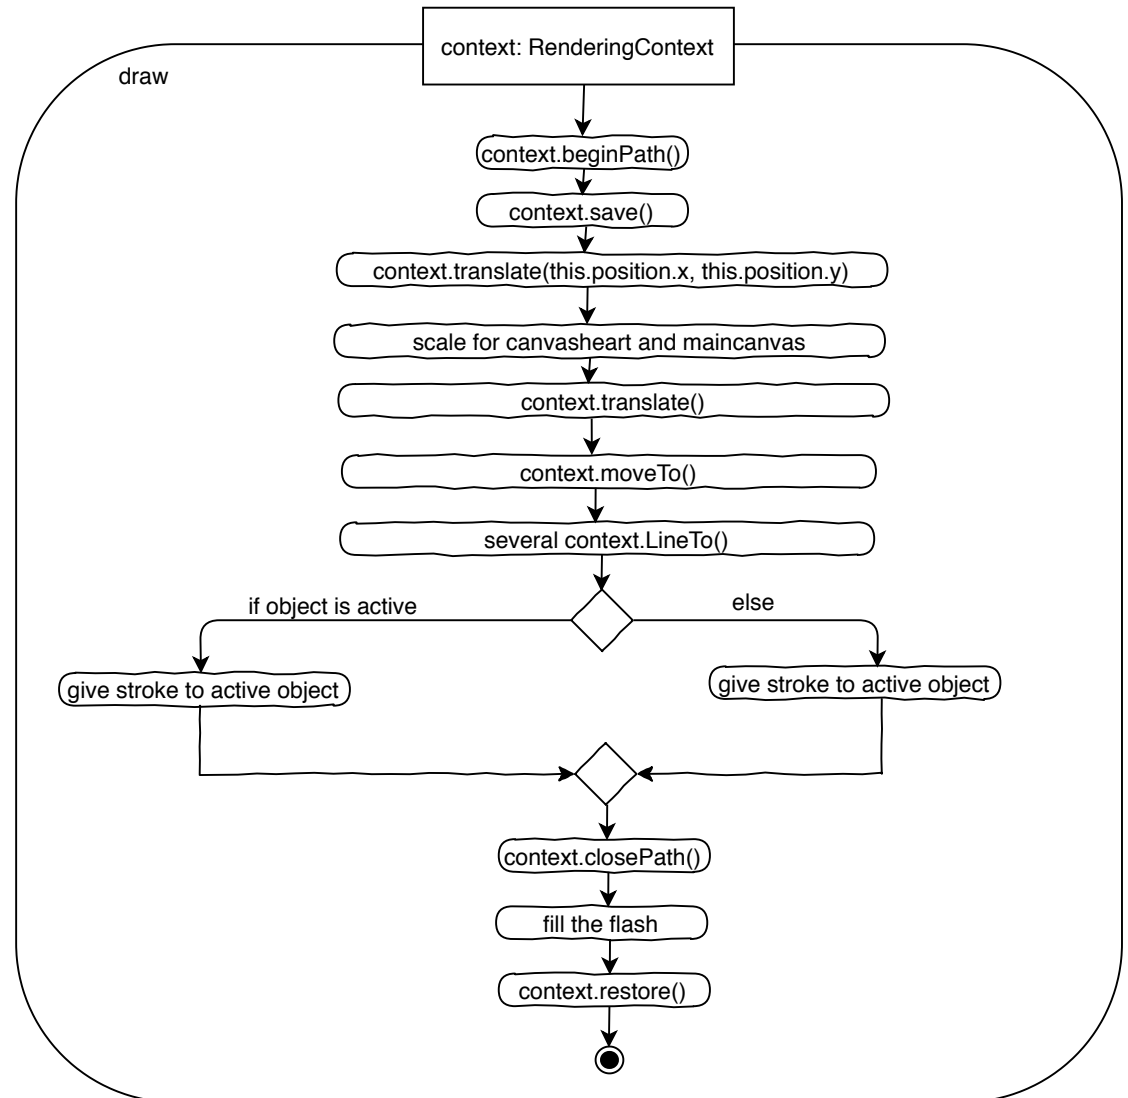 context: RenderingContext
draw
context.beginPath()
context.save()
context.translate(this.position.x, this.position.y)
scale for canvasheart and maincanvas
context.translate()
context.moveTo()
several context.LineTo()
if object is active
else
give stroke to active object
give stroke to active object
context.closePath()
fill the flash
context.restore()